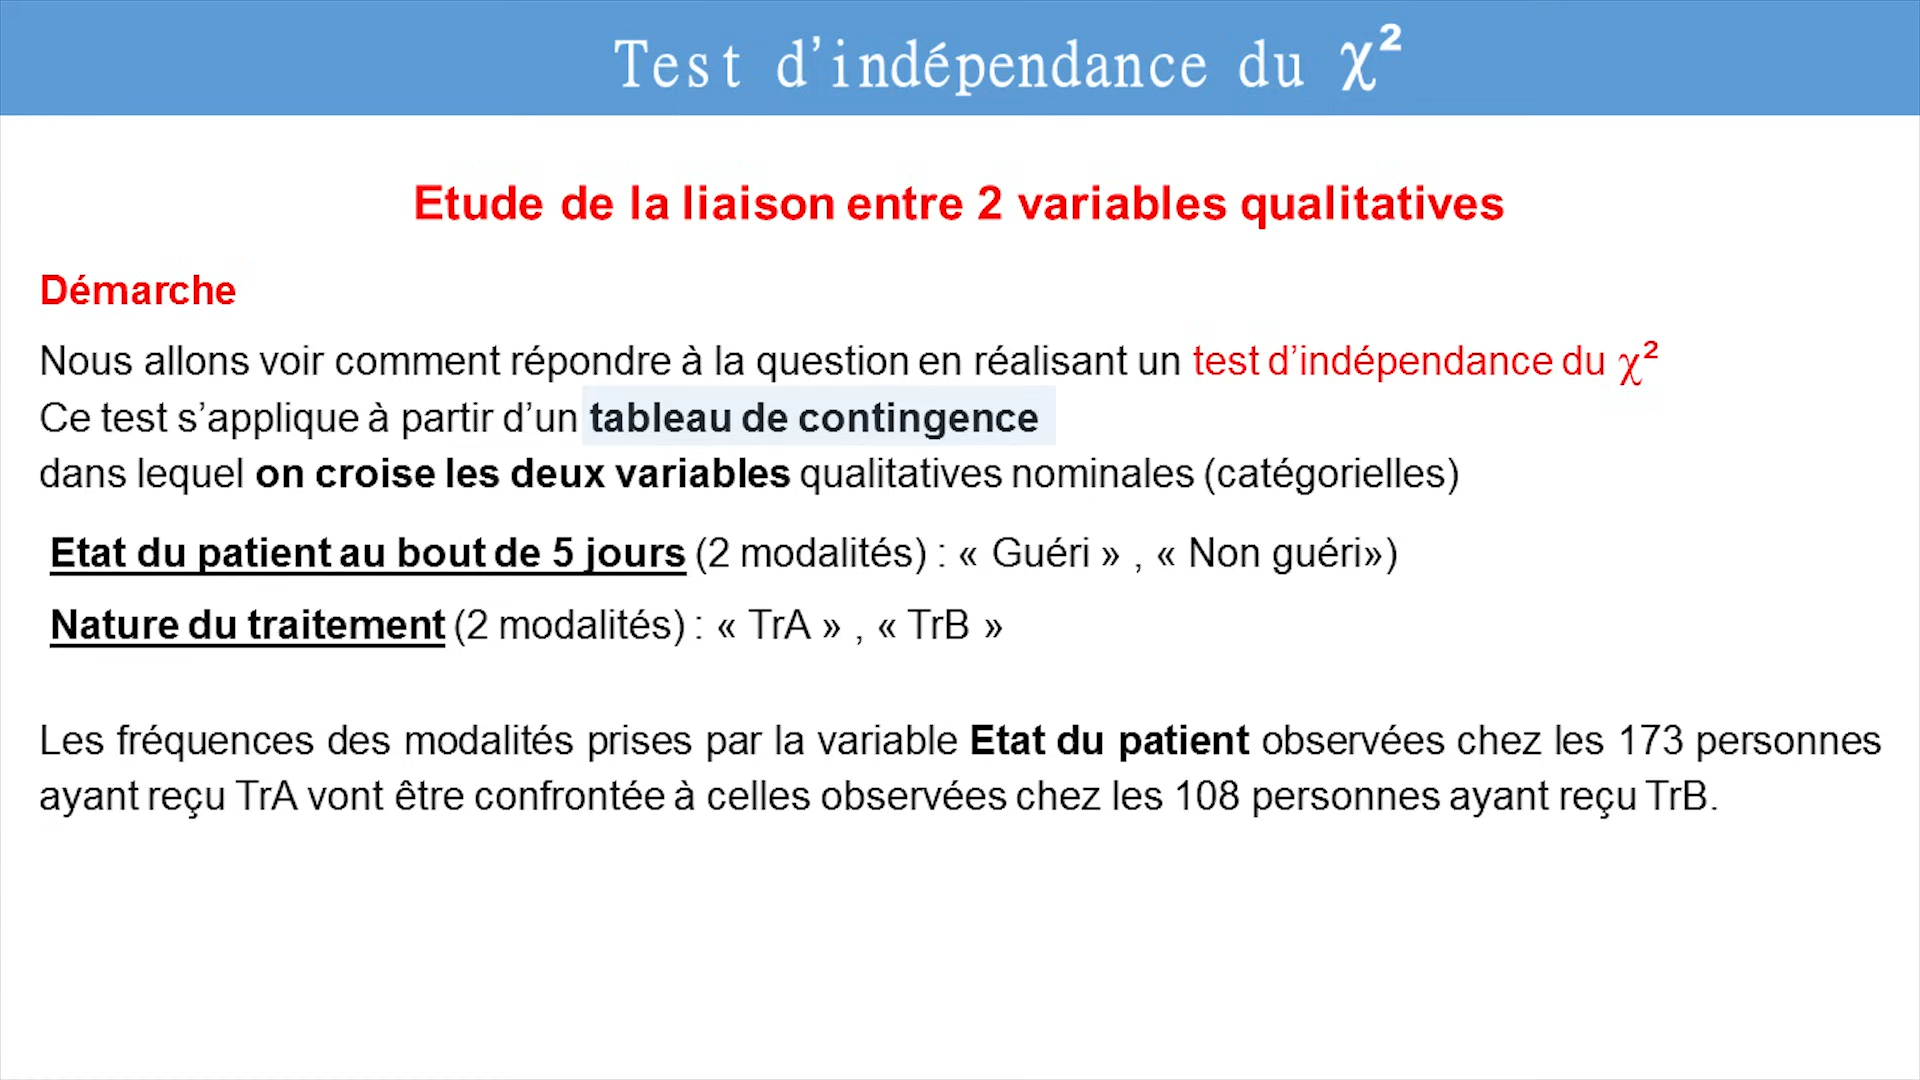 Test d'indépendance du χ²
Etude de la liaison entre 2 variables qualitatives
Démarche
Nous allons voir comment répondre à la question en réalisant un test d’indépendance du χ²
Ce test s’applique à partir d’un tableau de contingence
dans lequel on croise les deux variables qualitatives nominales (catégorielles)
Etat du patient au bout de 5 jours (2 modalités) : « Guéri » , « Non guéri»)
Nature du traitement (2 modalités) : « TrA » , « TrB »
Les fréquences des modalités prises par la variable Etat du patient observées chez les 173 personnes
ayant reçu TrA vont être confrontée à celles observées chez les 108 personnes ayant reçu TrB.